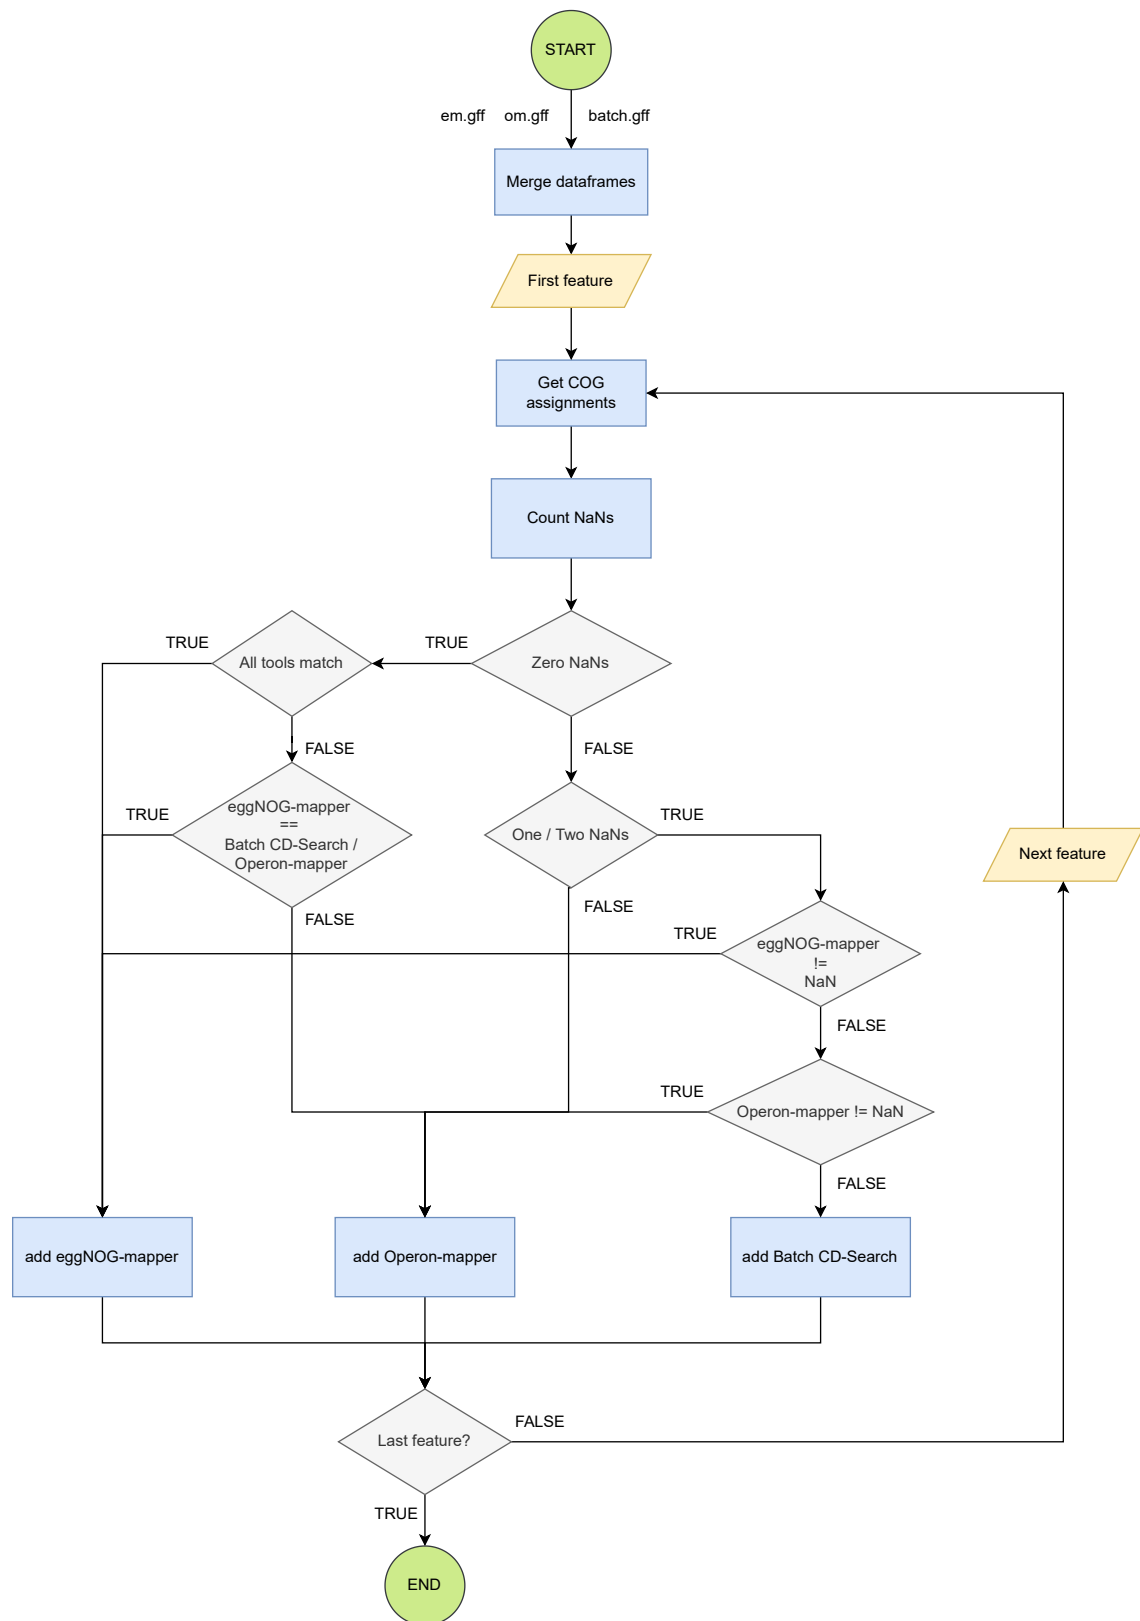 START
em.gff om.gff batch.gff
Merge dataframes
First feature
Get COG
assignments
Count NaNs
TRUE
All tools match
TRUE
Zero NaNs
FALSE
FALSE
TRUE
eggNOG-mapper
==
Batch CD-Search /
Operon-mapper
One / Two NaNs
TRUE
Next feature
FALSE
FALSE
TRUE
eggNOG-mapper
!=
NaN
FALSE
TRUE
Operon-mapper != NaN
FALSE
add eggNOG-mapper
add Operon-mapper
add Batch CD-Search
Last feature?
FALSE
TRUE
END